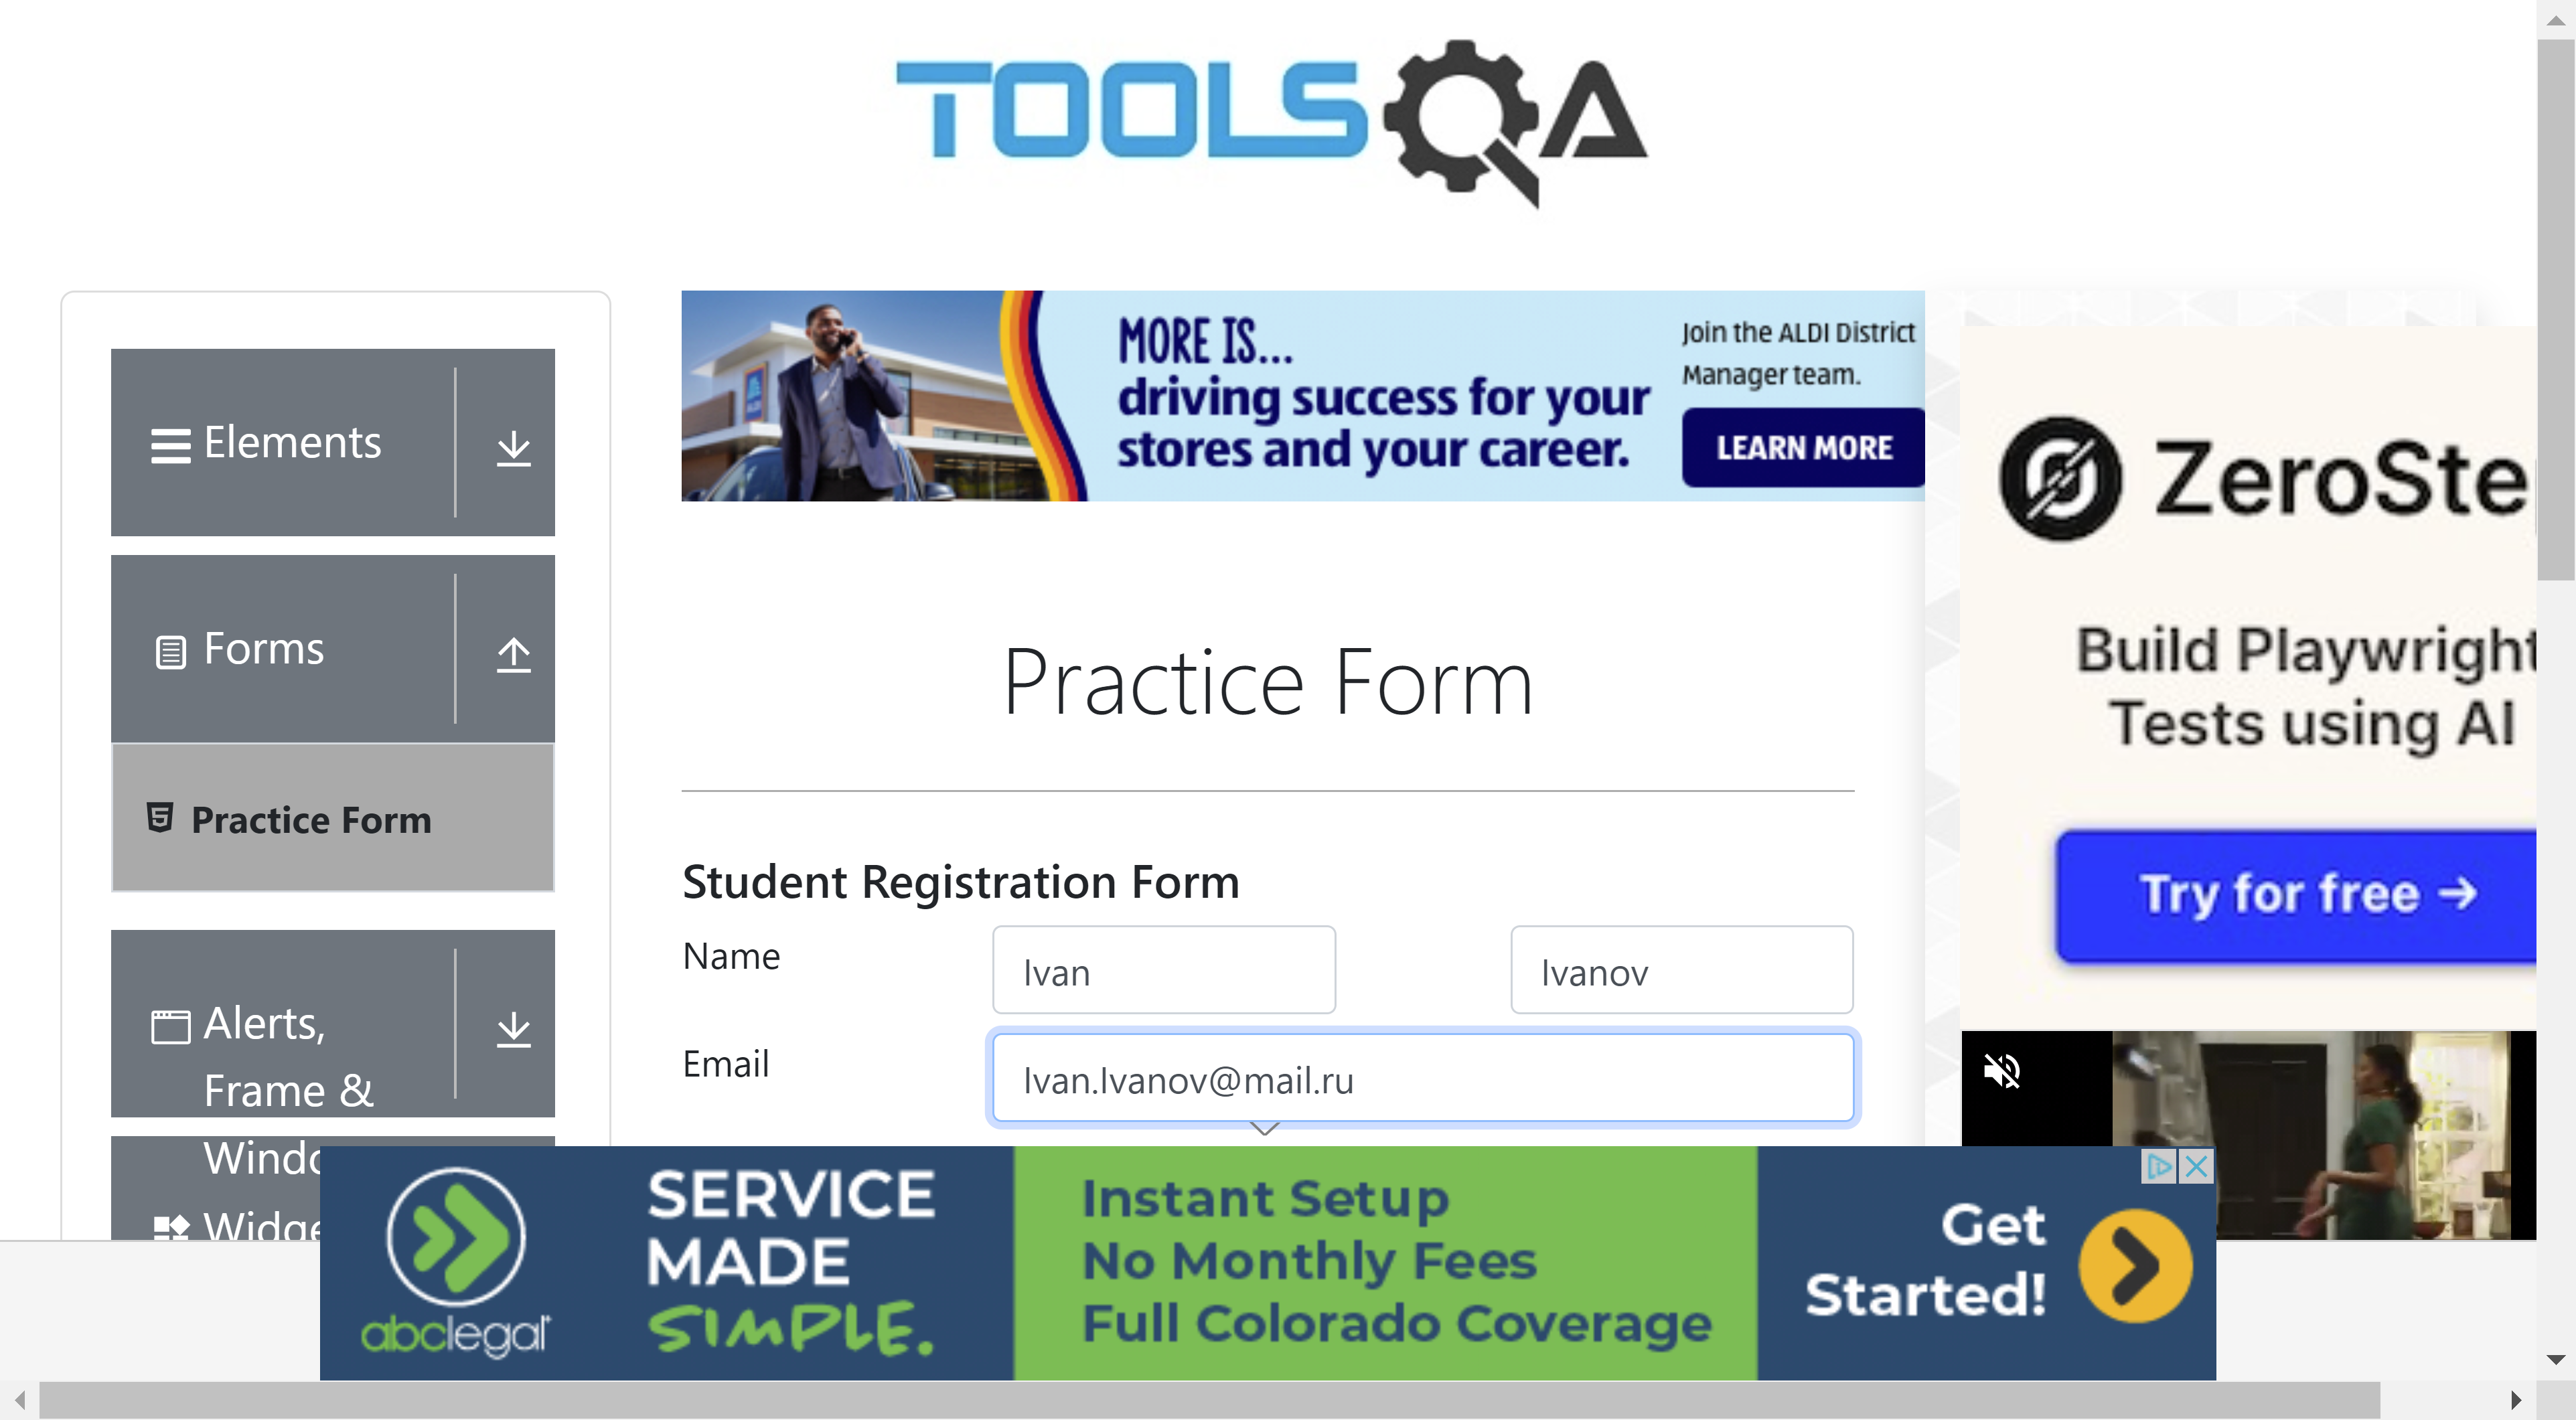 TOOLSQA
Elements
Forms
Practice Form
Alerts,
Frame &
MORE IS...
driving success for your
stores and your career.
Join the ALDI District
Manager team.
LEARN MORE
Practice Form
Student Registration Form
Name
Ivan
Ivanov
Email
Ivan.Ivanov@mail.ru
ZeroSte
Build Playwright
Tests using AI
Try for free →
abclegal
SERVICE
MADE
SIMPLE.
Instant Setup
No Monthly Fees
Full Colorado Coverage
Get
Started!